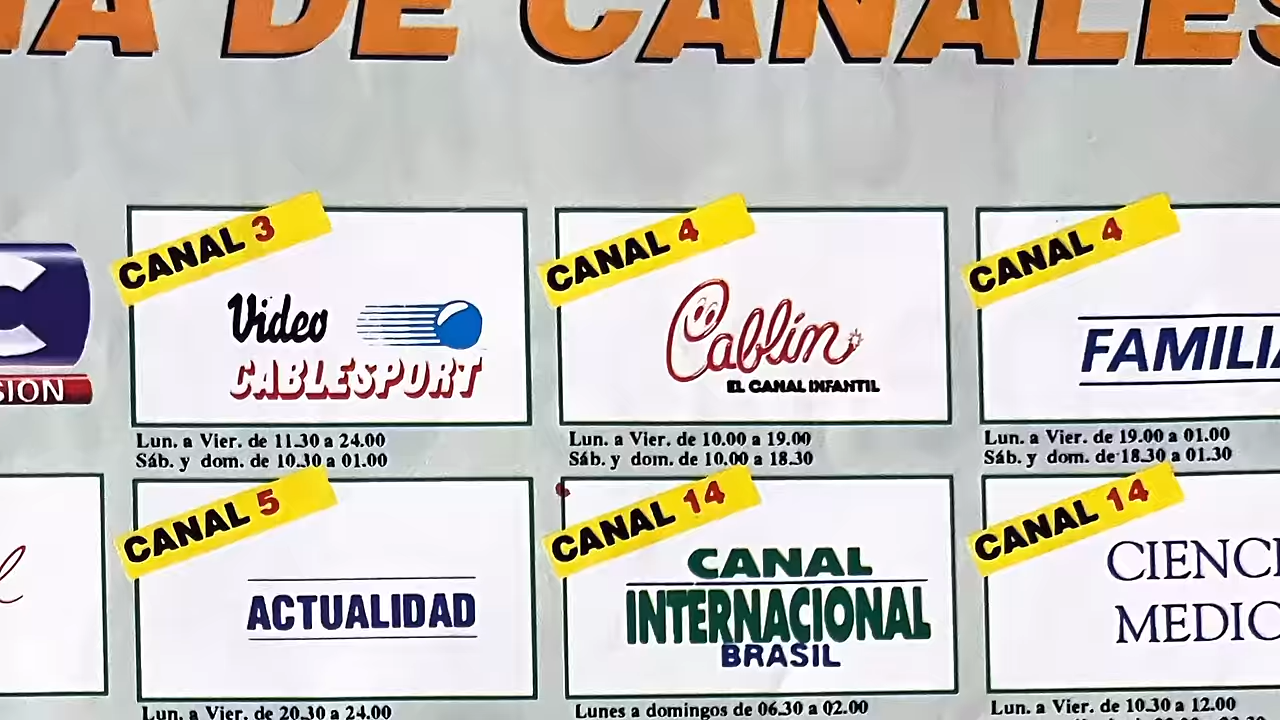 DE CANALES
CANAL 3
Video
CABLESPORT
Lun. a Vier. de 11.30 a 24.00
Sáb. y dom. de 10.30 a 01.00
CANAL 4
Cablín
EL CANAL INFANTIL
Lun. a Vier. de 10.00 a 19.00
Sáb. y dom. de 10.00 a 18.30
CANAL 4
FAMILIA
Lun. a Vier. de 19.00 a 01.00
Sáb. y dom. de 18.30 a 01.30
C
SION
CANAL 5
ACTUALIDAD
Lun. a Vier. de 20.30 a 24.00
CANAL 14
CANAL
INTERNACIONAL
BRASIL
Lunes a domingos de 06.30 a 02.00
CANAL 14
CIENCI
MEDIC
Lun. a Vier. de 10.30 a 12.00